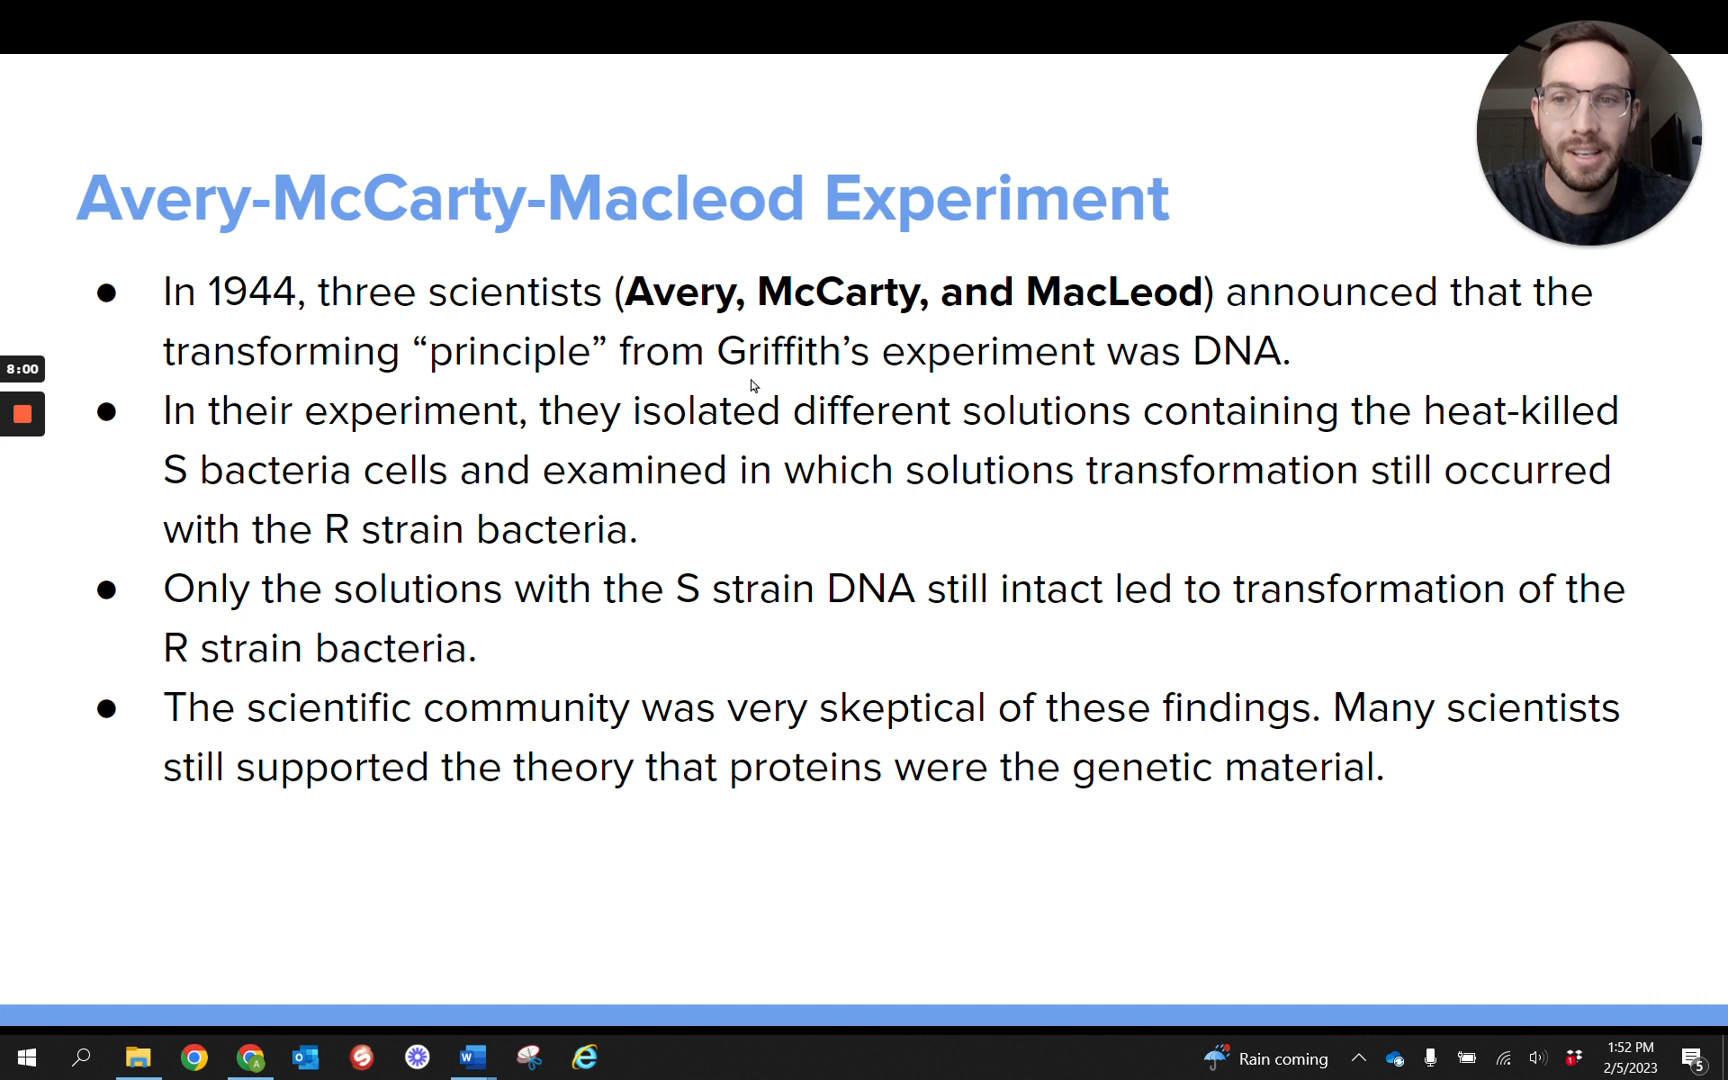 Avery-McCarty-Macleod Experiment
● In 1944, three scientists (Avery, McCarty, and MacLeod) announced that the
transforming “principle” from Griffith’s experiment was DNA.
● In their experiment, they isolated different solutions containing the heat-killed
S bacteria cells and examined in which solutions transformation still occurred
with the R strain bacteria.
● Only the solutions with the S strain DNA still intact led to transformation of the
R strain bacteria.
● The scientific community was very skeptical of these findings. Many scientists
still supported the theory that proteins were the genetic material.
8:00
Rain coming
1:52 PM
2/5/2023
5